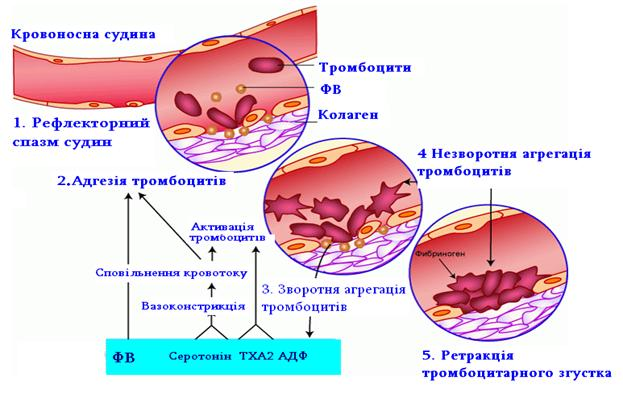 Кровоносна судина
Тромбоцити
ФВ
Колаген
1. Рефлекторний
спазм судин
4 Незворотня агрегація
тромбоцитів
2.Адгезія тромбоцитів
Активація
тромбоцитів
Фибриноген
Сповільнення кровотоку
3. Зворотня агрегація
тромбоцитів
Вазоконстрикція
ФВ Серотонін ТХА2 АДФ
5. Ретракція
тромбоцитарного згустка